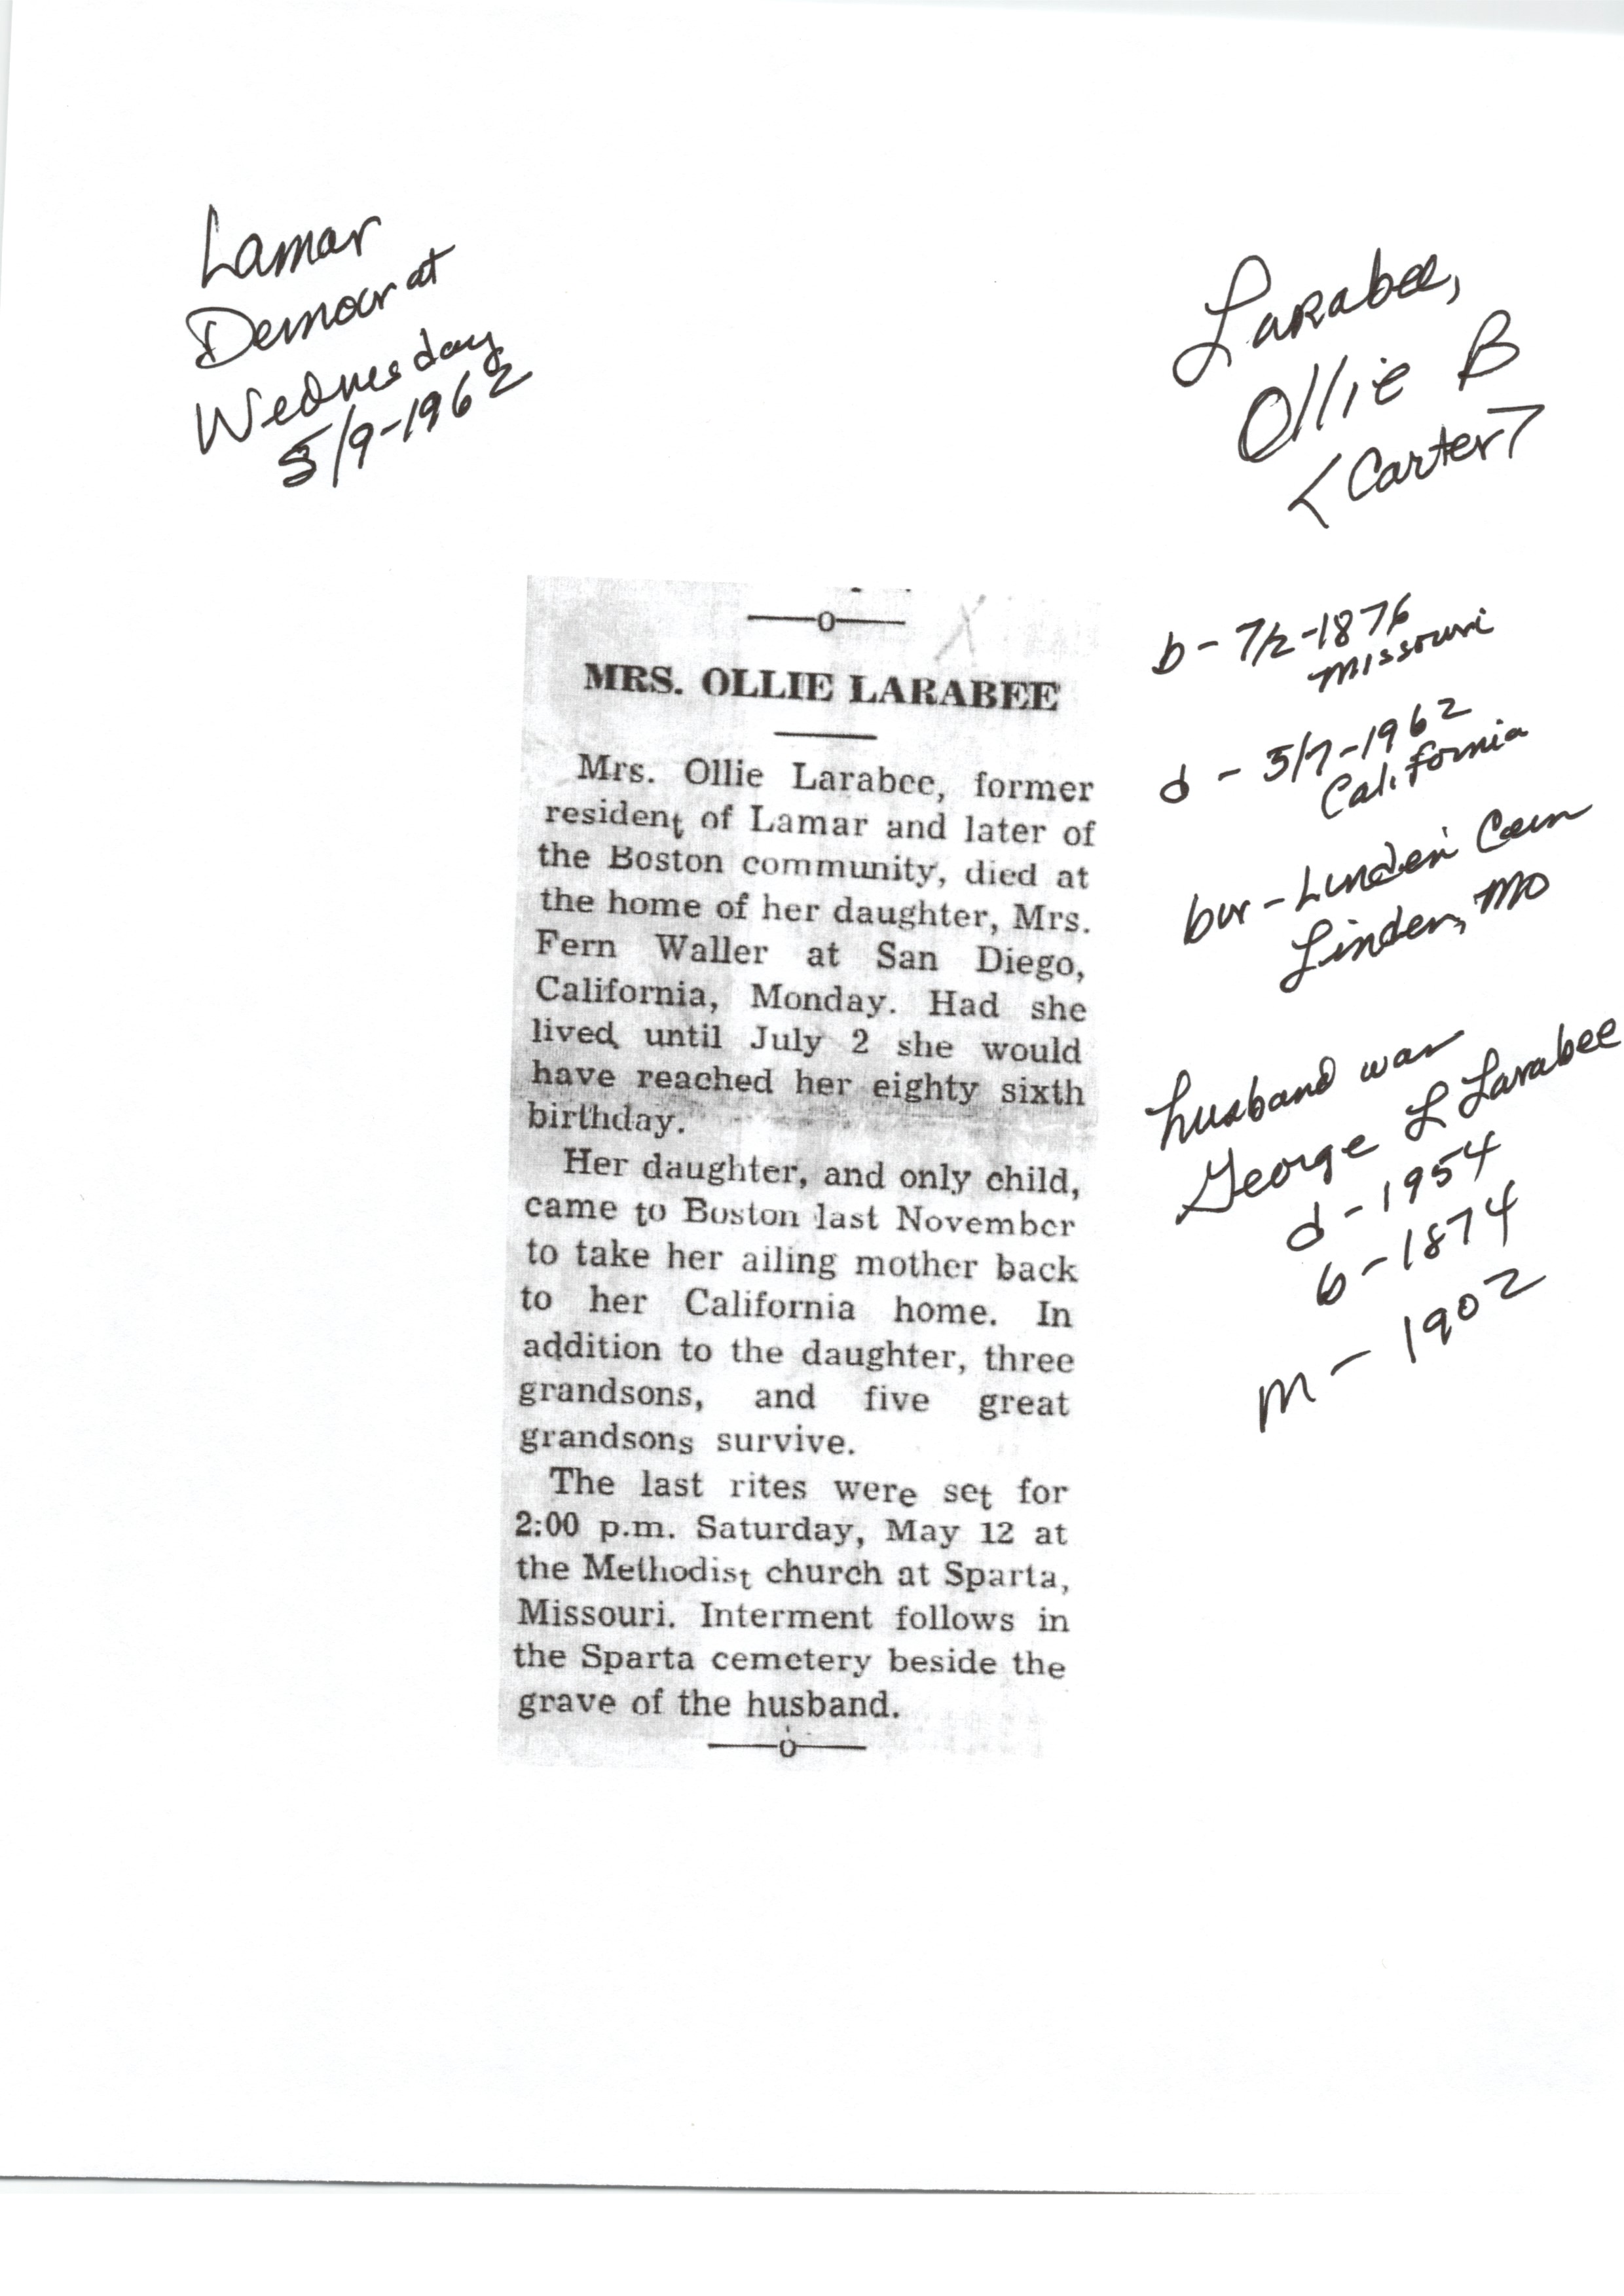 Lamar
Democrat
Wednesday
5/9-1962
Larabee,
Ollie B
<Carter>
b- 7/2-1876
Missouri
d - 5/7-1962
California
bur-Linden Cem
Linden, MO
husband was
George L Larabee
d-1954
b-1874
m-1902
—o—
MRS. OLLIE LARABEE
Mrs. Ollie Larabee, former
resident of Lamar and later of
the Boston community, died at
the home of her daughter, Mrs.
Fern Waller at San Diego,
California, Monday. Had she
lived until July 2 she would
have reached her eighty sixth
birthday.
Her daughter, and only child,
came to Boston last November
to take her ailing mother back
to her California home. In
addition to the daughter, three
grandsons, and five great
grandsons survive.
The last rites were set for
2:00 p.m. Saturday, May 12 at
the Methodist church at Sparta,
Missouri. Interment follows in
the Sparta cemetery beside the
grave of the husband.
—o—